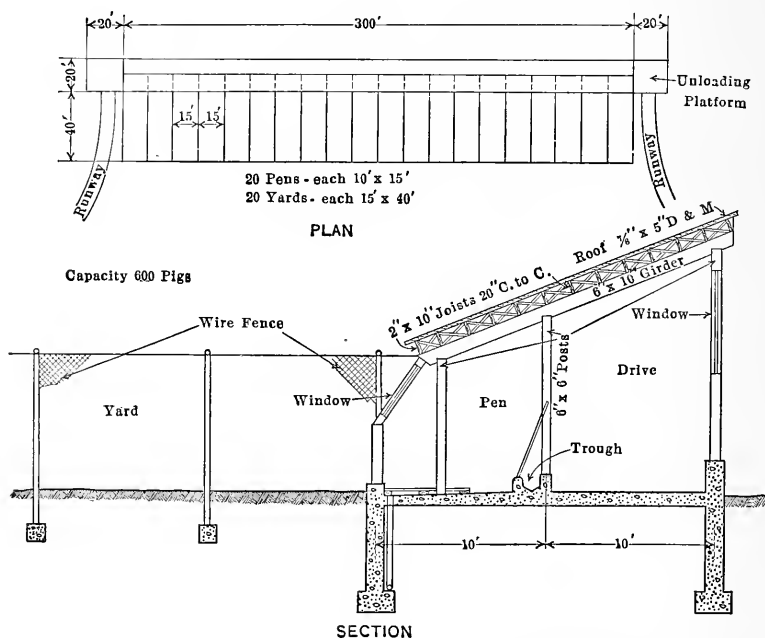 20'
300'
20'
20'
Unloading
Platform
40'
15'
15'
Runway
Runway
20 Pens - each 10' x 15'
20 Yards - each 15' x 40'
PLAN
Capacity 600 Pigs
Roof 7/8" x 5" D & M
2" x 10" Joists 20" C. to C.
6" x 10" Girder
Wire Fence
Window
Window
6" x 6" Posts
Yard
Pen
Drive
Trough
10'
10'
SECTION